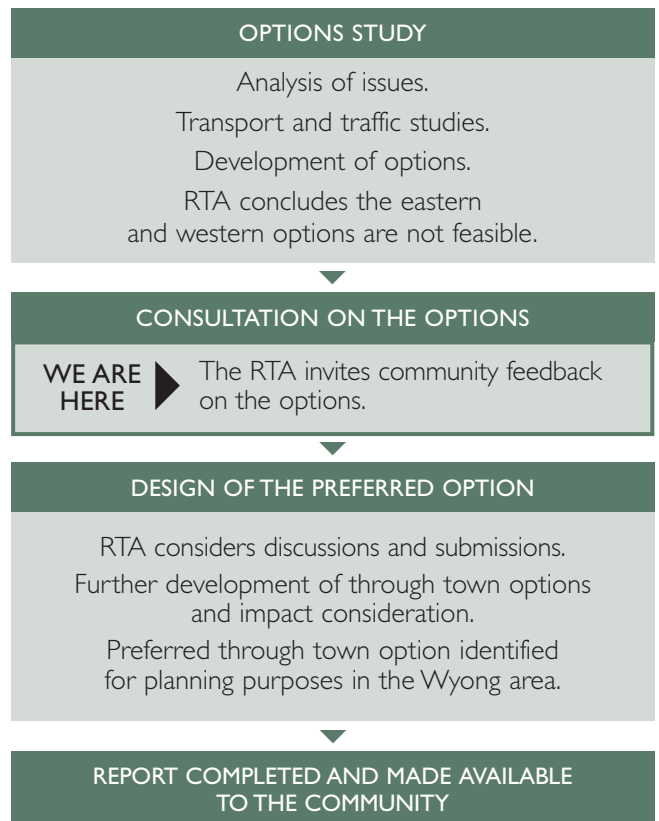 OPTIONS STUDY
Analysis of issues.
Transport and traffic studies.
Development of options.
RTA concludes the eastern
and western options are not feasible.
CONSULTATION ON THE OPTIONS
WE ARE
HERE
The RTA invites community feedback
on the options.
DESIGN OF THE PREFERRED OPTION
RTA considers discussions and submissions.
Further development of through town options
and impact consideration.
Preferred through town option identified
for planning purposes in the Wyong area.
REPORT COMPLETED AND MADE AVAILABLE
TO THE COMMUNITY